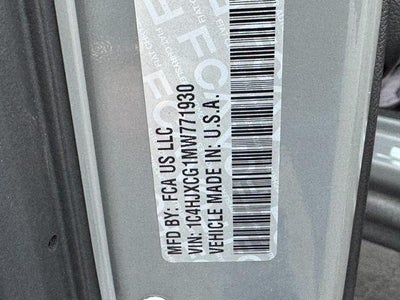 MFD BY: FCA US LLC
VIN: 1C4HJXCG1MW771930
VEHICLE MADE IN: U.S.A.